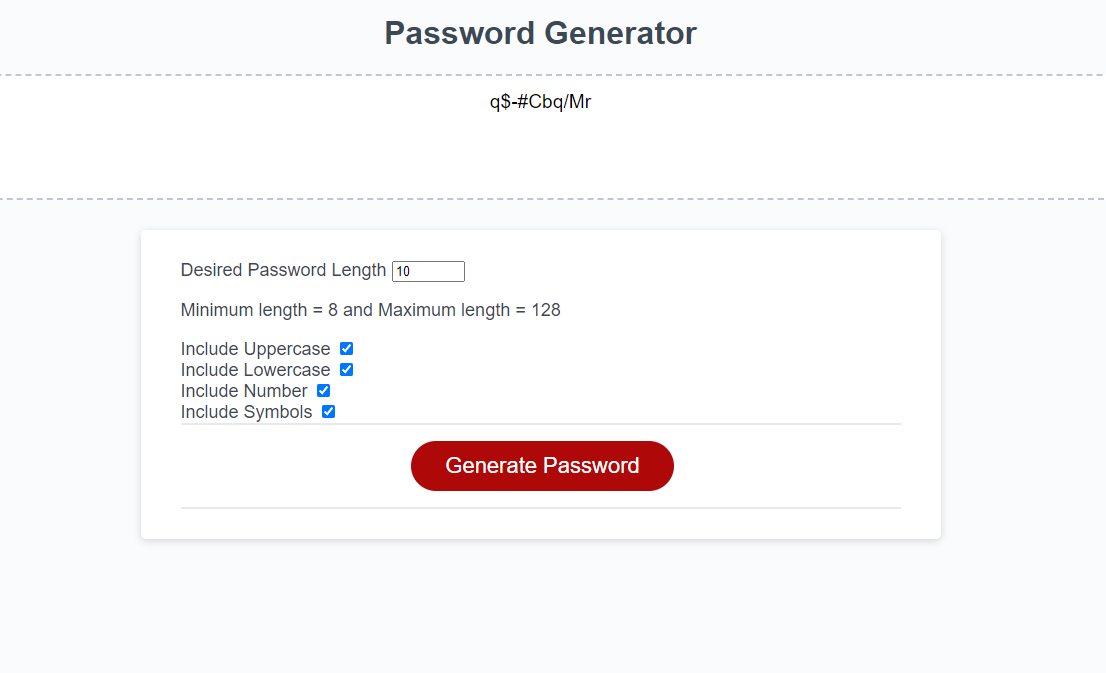 Password Generator
q$-#Cbq/Mr
Desired Password Length 10
Minimum length = 8 and Maximum length = 128
Include Uppercase
Include Lowercase
Include Number
Include Symbols
Generate Password